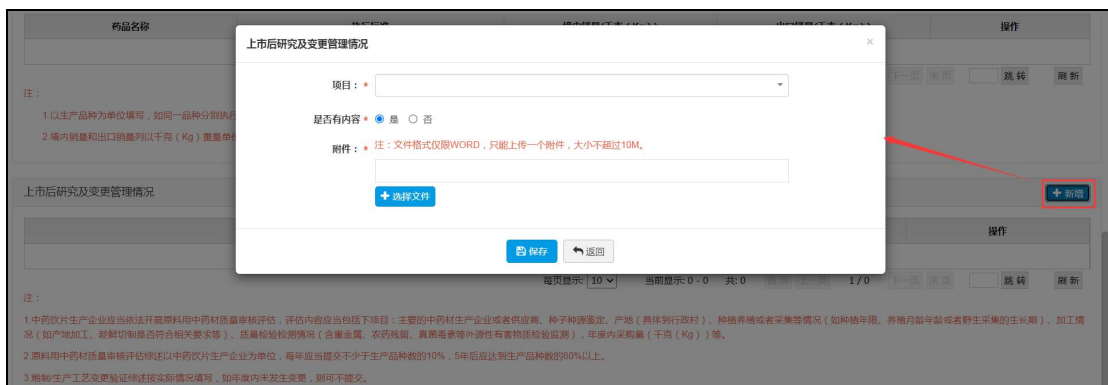 药品名称 操作
上市后研究及变更管理情况 ×
项目：*
下一页 末页 跳转 刷新
注：
1.以生产品种为单位填写，如同一品种分别执行
是否有内容 * 是 否
2.境内销量和出口销量列以千克（Kg）重量单
附件：* 注：文件格式仅限WORD，只能上传一个附件，大小不超过10M。
上市后研究及变更管理情况 新增
选择文件
操作
保存 返回
每页显示: 10 当前显示: 0 - 0 共: 0 首页 上一页 1 / 0 下一页 末页 跳转 刷新
注：
1.中药饮片生产企业应当依法开展原料用中药材质量审核评估，评估内容应当包括下项目：主要的中药材生产企业或者供应商、种子种源鉴定、产地（具体到行政村）、种植养殖或者采集等情况（如种植年限、养殖月龄年龄或者野生采集的生长期）、加工情
况（如产地加工、趁鲜切制是否符合相关要求等）、质量检验检测情况（含重金属、农药残留、真菌毒素等外源性有害物质检验监测），年度内采购量（千克（Kg））等。
2.原料用中药材质量审核评估综述以中药饮片生产企业为单位，每年应当提交不少于生产品种数的10%，5年后应达到生产品种数的80%以上。
3.炮制/生产工艺变更验证综述按实际情况填写，如年度内未发生变更，则可不提交。